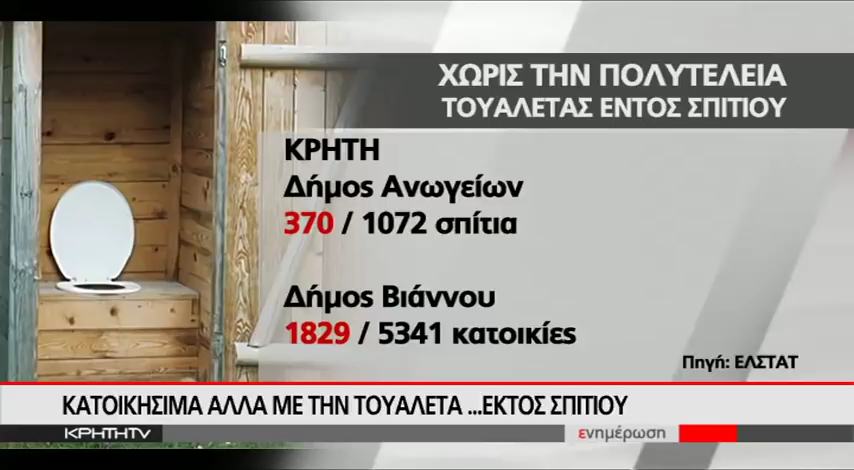 ΧΩΡΙΣ ΤΗΝ ΠΟΛΥΤΕΛΕΙΑ
ΤΟΥΑΛΕΤΑΣ ΕΝΤΟΣ ΣΠΙΤΙΟΥ
ΚΡΗΤΗ
Δήμος Ανωγείων
370 / 1072 σπίτια
Δήμος Βιάννου
1829 / 5341 κατοικίες
Πηγή: ΕΛΣΤΑΤ
ΚΑΤΟΙΚΗΣΙΜΑ ΑΛΛΑ ΜΕ ΤΗΝ ΤΟΥΑΛΕΤΑ ...ΕΚΤΟΣ ΣΠΙΤΙΟΥ
ΚΡΗΤΗTV
ενημέρωση